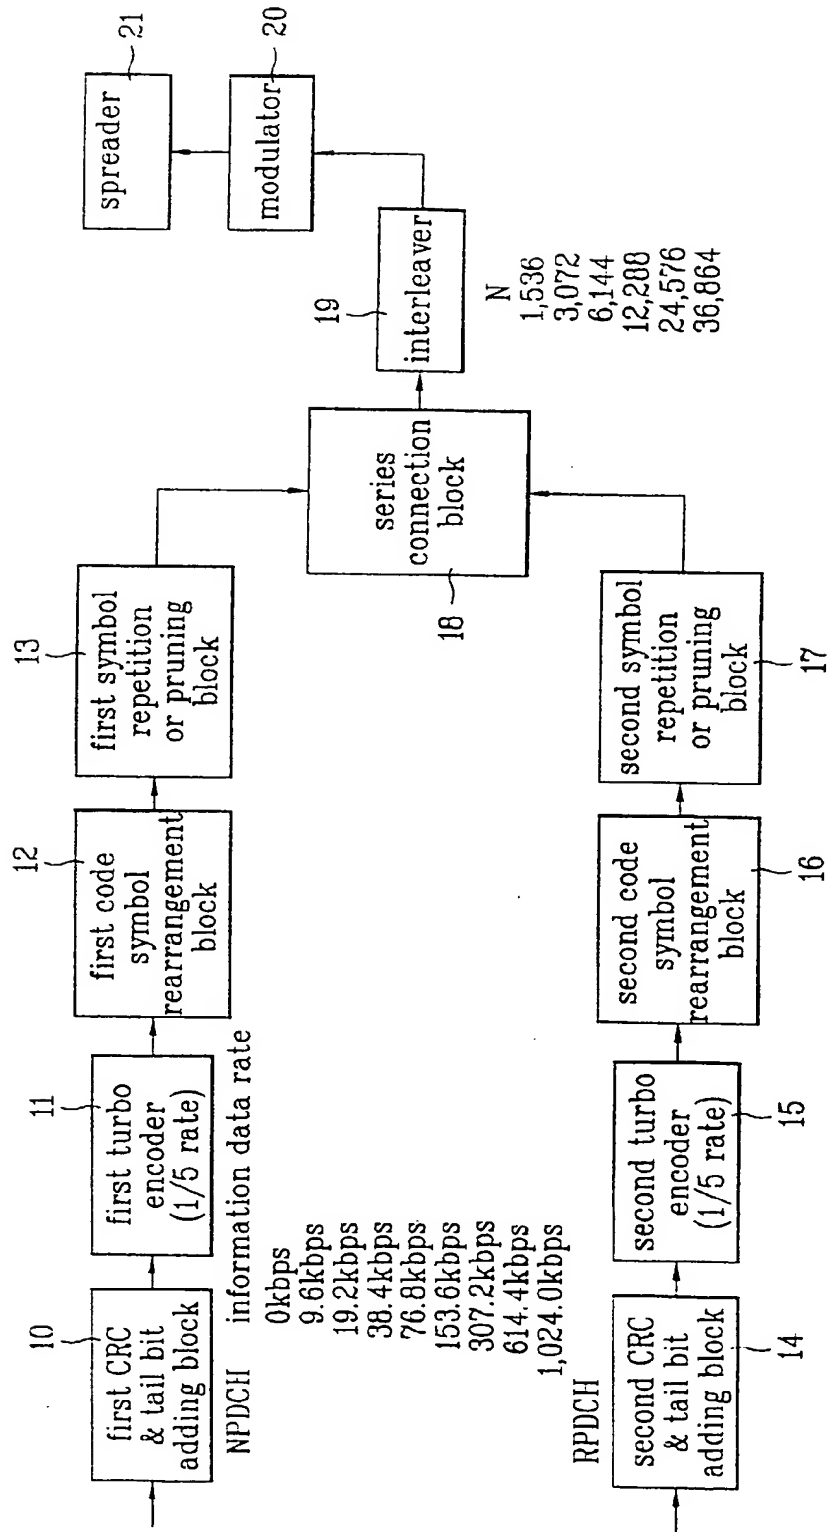 10
first CRC
& tail bit
adding block
NPDCH
11
first turbo
encoder
(1/5 rate)
12
first code
symbol
rearrangement
block
13
first symbol
repetition
or pruning
block
information data rate
0kbps
9.6kbps
19.2kbps
38.4kbps
76.8kbps
153.6kbps
307.2kbps
614.4kbps
1,024.0kbps
RPDCH
second CRC
& tail bit
adding block
14
second turbo
encoder
(1/5 rate)
15
second code
symbol
rearrangement
block
16
second symbol
repetition
or pruning
block
17
series
connection
block
18
19
interleaver
N
1,536
3,072
6,144
12,288
24,576
36,864
modulator
20
spreader
21